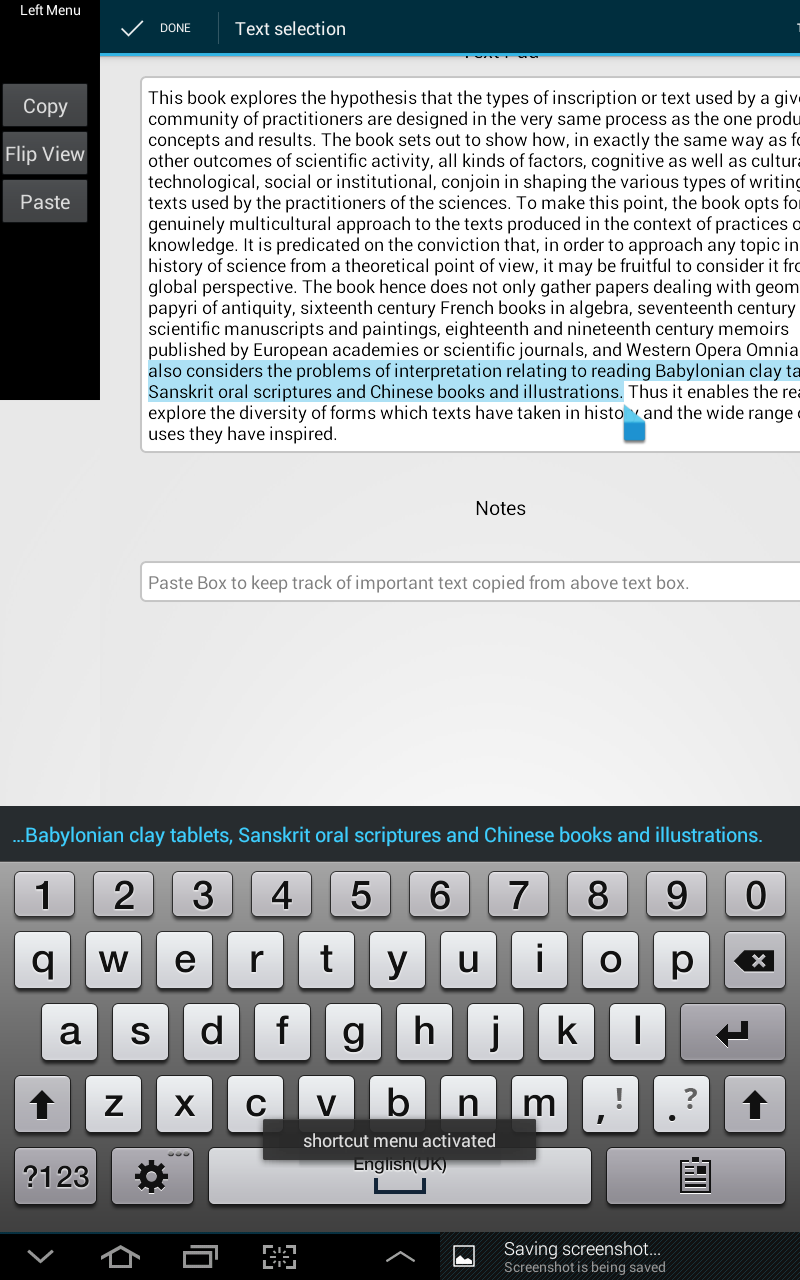 Left Menu
DONE
Text selection
Copy
Flip View
Paste
This book explores the hypothesis that the types of inscription or text used by a
community of practitioners are designed in the very same process as the one
concepts and results. The book sets out to show how, in exactly the same way as
other outcomes of scientific activity, all kinds of factors, cognitive as well as
technological, social or institutional, conjoin in shaping the various types of
texts used by the practitioners of the sciences. To make this point, the book opts
genuinely multicultural approach to the texts produced in the context of practices
knowledge. It is predicated on the conviction that, in order to approach any topic in
history of science from a theoretical point of view, it may be fruitful to consider it
global perspective. The book hence does not only gather papers dealing with
papyri of antiquity, sixteenth century French books in algebra, seventeenth century
scientific manuscripts and paintings, eighteenth and nineteenth century memoirs
published by European academies or scientific journals, and Western Opera Omnia
also considers the problems of interpretation relating to reading Babylonian clay
Sanskrit oral scriptures and Chinese books and illustrations. Thus it enables the
explore the diversity of forms which texts have taken in history and the wide range
uses they have inspired.
Notes
Paste Box to keep track of important text copied from above text box.
...Babylonian clay tablets, Sanskrit oral scriptures and Chinese books and illustrations.
1 2 3 4 5 6 7 8 9 0
q w e r t y u i o p
a s d f g h j k l
z x c v b n m , ! . ?
shortcut menu activated
?123
English(UK)
Saving screenshot...
Screenshot is being saved